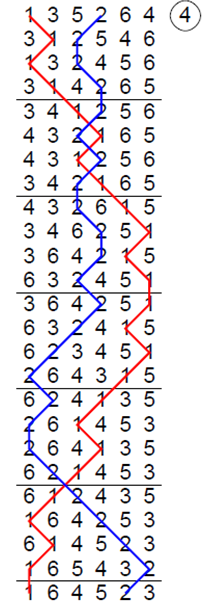 1 3 5 2 6 4 4
3 1 2 5 4 6
1 3 2 4 5 6
3 1 4 2 6 5
3 4 1 2 5 6
4 3 2 1 6 5
4 3 1 2 5 6
3 4 2 1 6 5
4 3 2 6 1 5
3 4 6 2 5 1
3 6 4 2 1 5
6 3 2 4 5 1
3 6 4 2 5 1
6 3 2 4 1 5
6 2 3 4 5 1
2 6 4 3 1 5
6 2 4 1 3 5
2 6 1 4 5 3
2 6 4 1 3 5
6 2 1 4 5 3
6 1 2 4 3 5
1 6 4 2 5 3
6 1 4 5 2 3
1 6 5 4 3 2
1 6 4 5 2 3